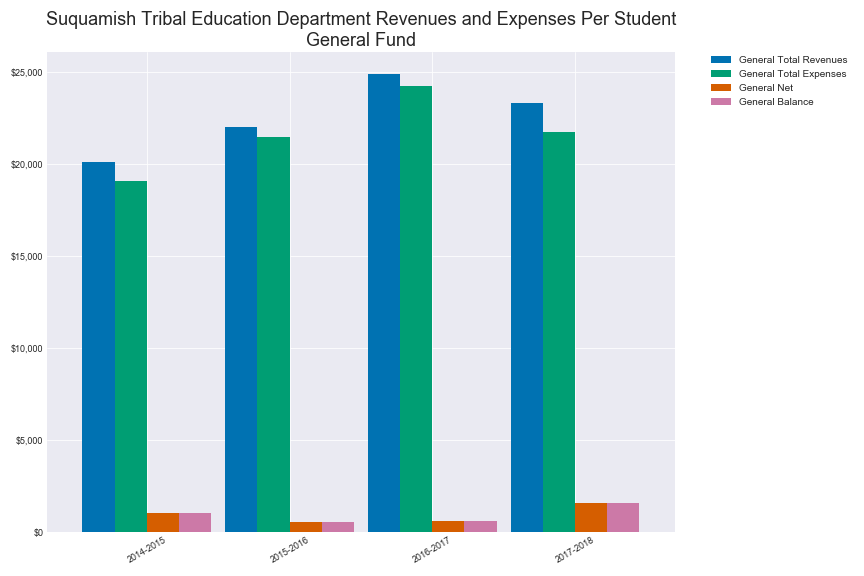 Suquamish Tribal Education Department Revenues and Expenses Per Student
General Fund
$25,000
$20,000
$15,000
$10,000
$5,000
$0
2014-2015
2015-2016
2016-2017
2017-2018
General Total Revenues
General Total Expenses
General Net
General Balance